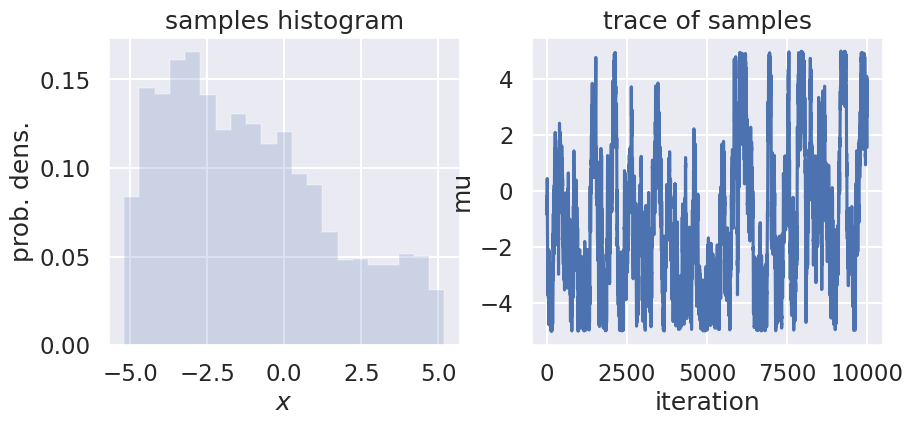 samples histogram
prob. dens.
0.15
0.10
0.05
0.00
−5.0 −2.5 0.0 2.5 5.0
x
trace of samples
mu
4
2
0
−2
−4
0 2500 5000 7500 10000
iteration